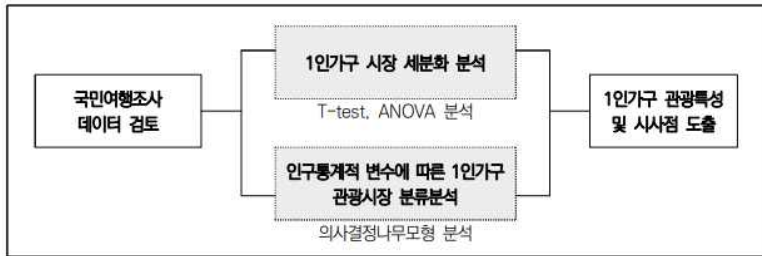 국민여행조사
데이터 검토
1인가구 시장 세분화 분석
T-test, ANOVA 분석
인구통계적 변수에 따른 1인가구
관광시장 분류분석
의사결정나무모형 분석
1인가구 관광특성
및 시사점 도출